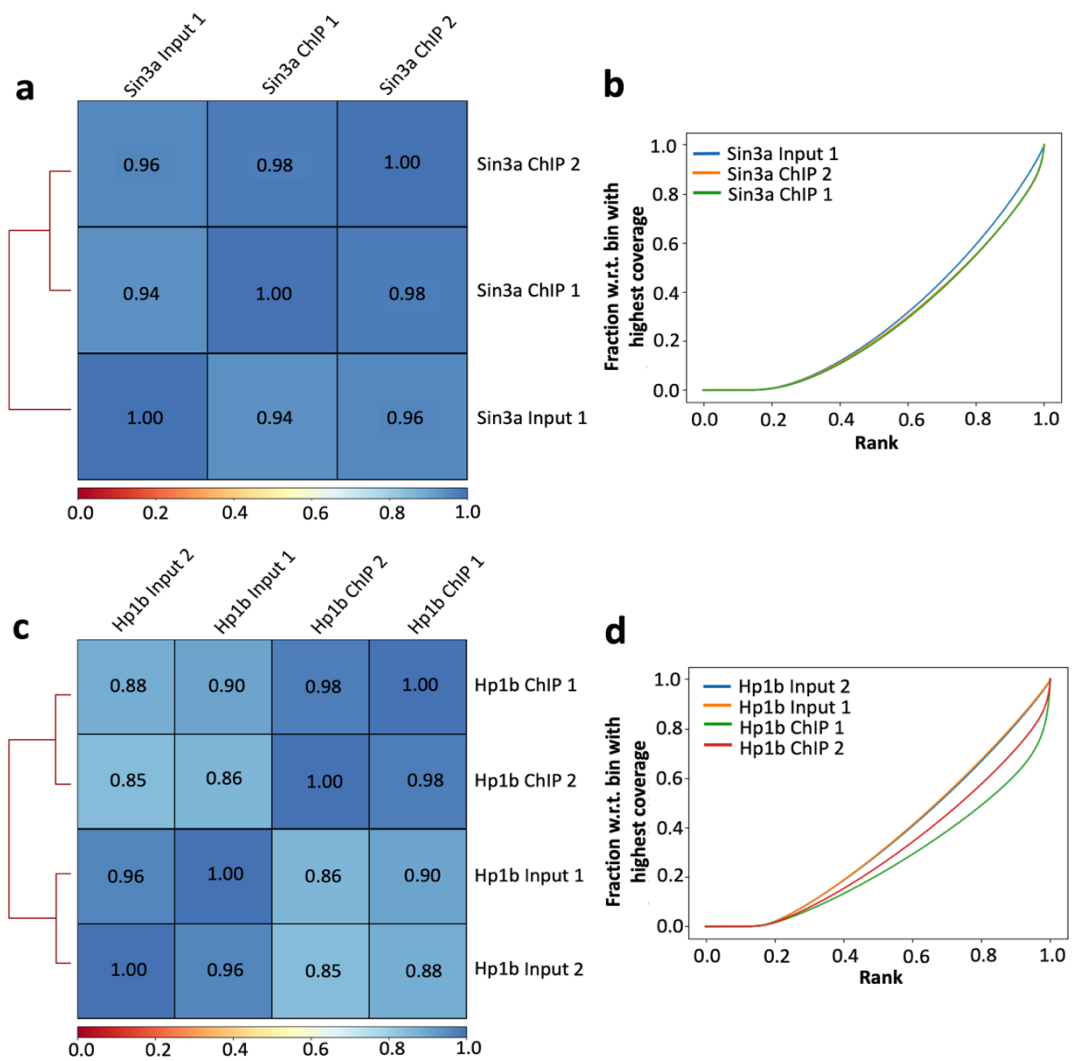 a
Sin3a Input 1
Sin3a ChIP 1
Sin3a ChIP 2
0.96 0.98 1.00 Sin3a ChIP 2
0.94 1.00 0.98 Sin3a ChIP 1
1.00 0.94 0.96 Sin3a Input 1
0.0 0.2 0.4 0.6 0.8 1.0
b
Sin3a Input 1
Sin3a ChIP 2
Sin3a ChIP 1
Fraction w.r.t. bin with
highest coverage
1.0
0.8
0.6
0.4
0.2
0.0
0.0 0.2 0.4 0.6 0.8 1.0
Rank
c
Hp1b Input 2
Hp1b Input 1
Hp1b ChIP 2
Hp1b ChIP 1
0.88 0.90 0.98 1.00 Hp1b ChIP 1
0.85 0.86 1.00 0.98 Hp1b ChIP 2
0.96 1.00 0.86 0.90 Hp1b Input 1
1.00 0.96 0.85 0.88 Hp1b Input 2
0.0 0.2 0.4 0.6 0.8 1.0
d
Hp1b Input 2
Hp1b Input 1
Hp1b ChIP 1
Hp1b ChIP 2
Fraction w.r.t. bin with
highest coverage
1.0
0.8
0.6
0.4
0.2
0.0
0.0 0.2 0.4 0.6 0.8 1.0
Rank